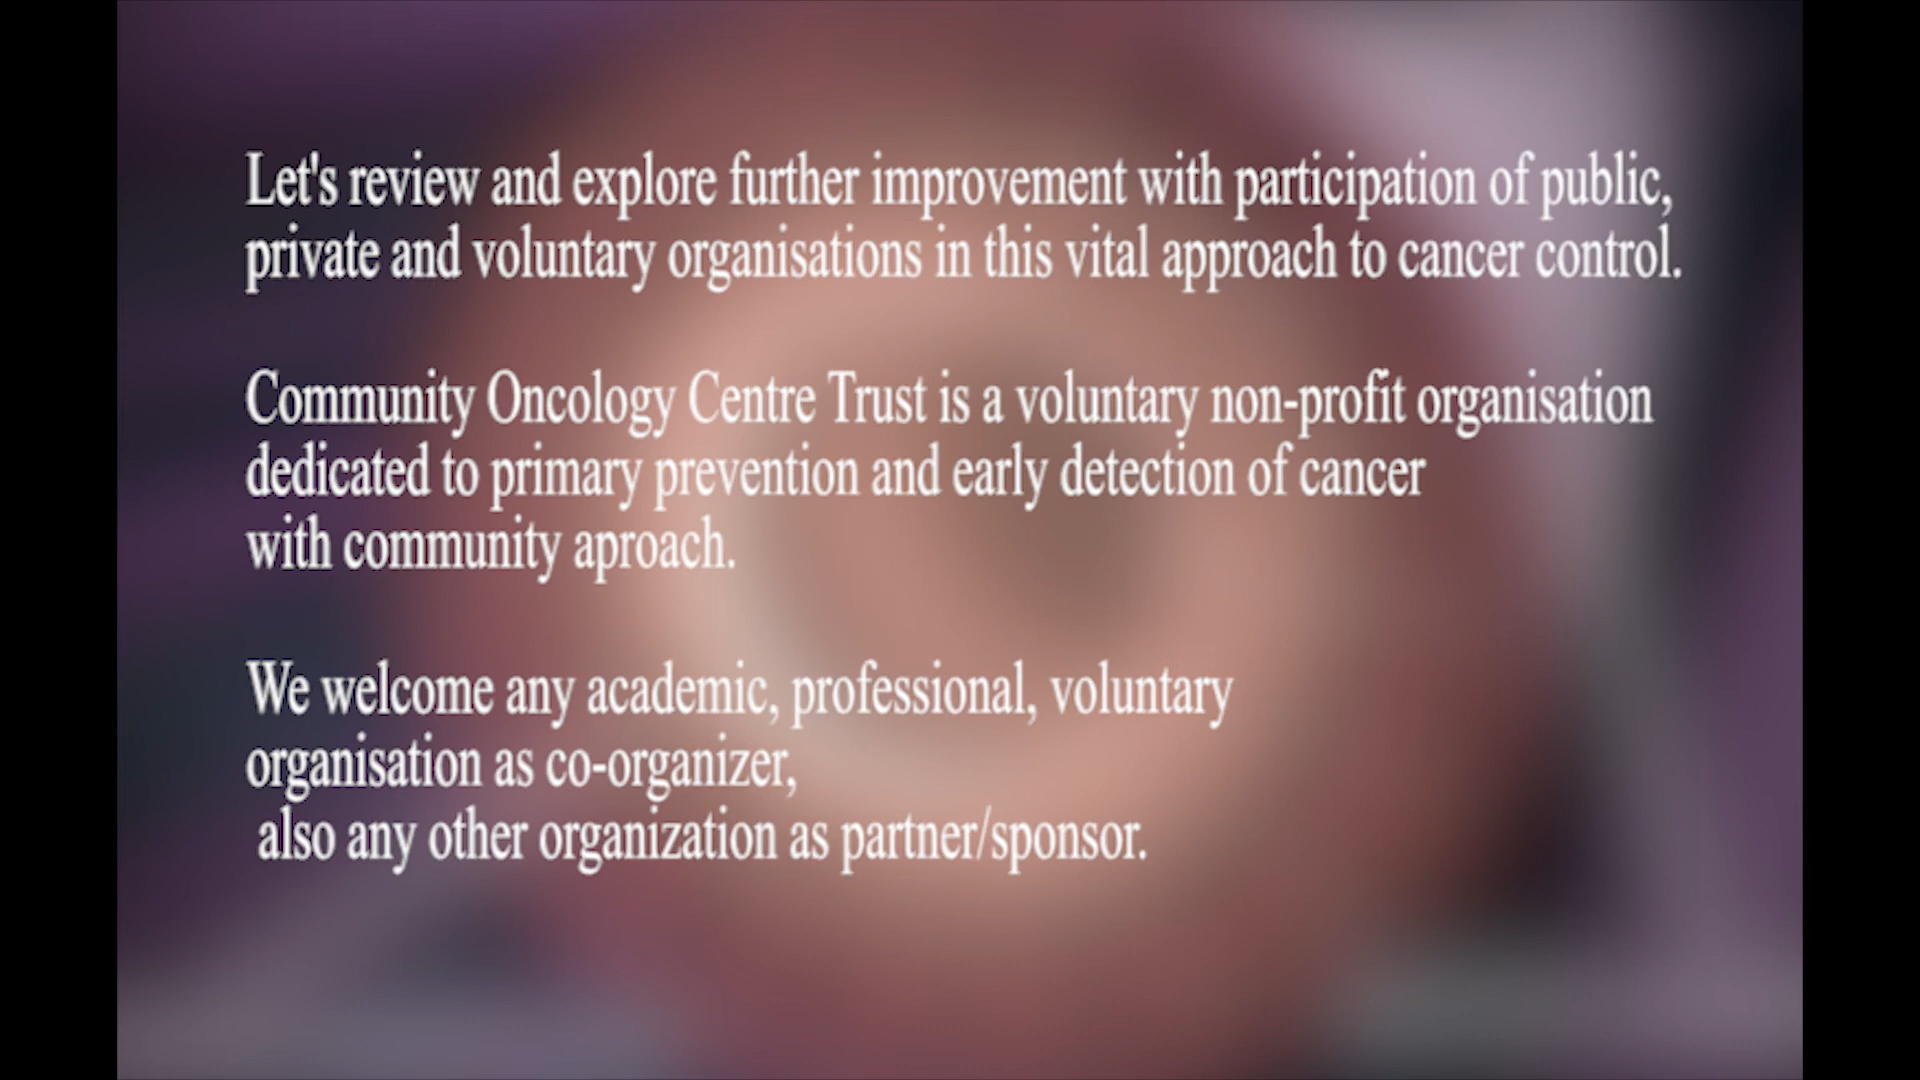 Let's review and explore further improvement with participation of public,
private and voluntary organisations in this vital approach to cancer control.
Community Oncology Centre Trust is a voluntary non-profit organisation
dedicated to primary prevention and early detection of cancer
with community aproach.
We welcome any academic, professional, voluntary
organisation as co-organizer,
also any other organization as partner/sponsor.